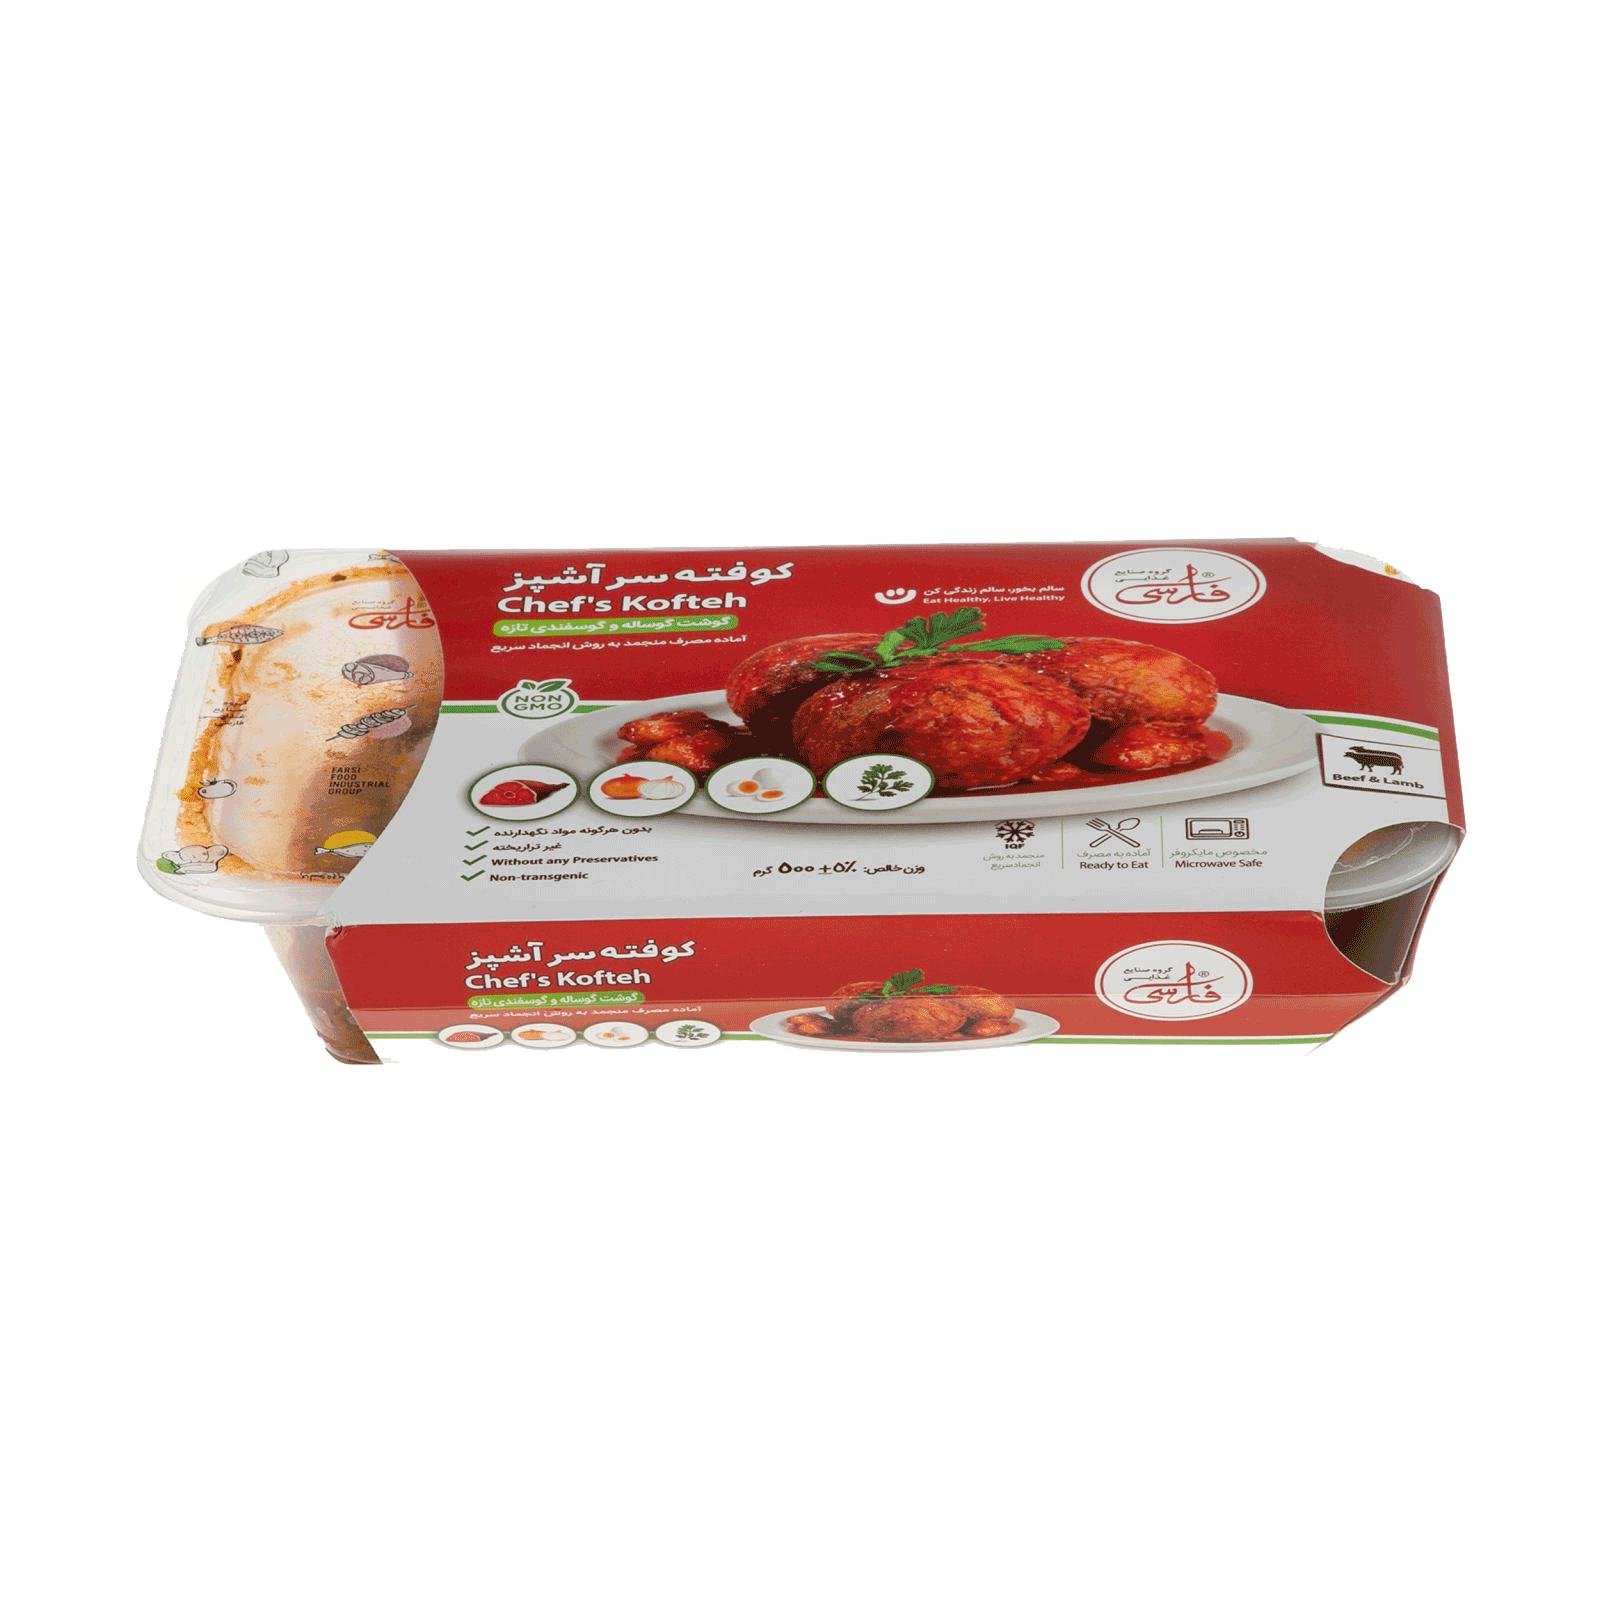 کوفته سر آشپز
Chef's Kofteh
گوشت گوساله و گوسفندی تازه
آماده مصرف منجمد به روش انجماد سریع
سالم بخور، سالم زندگی کن
Eat Healthy, Live Healthy
گروه صنایع
غذایی
فارسی®
NON
GMO
Beef & Lamb
بدون هرگونه مواد نگهدارنده
غیر تراریخته
Without any Preservatives
Non-transgenic
وزن خالص: ۵۰۰ ±۵٪ گرم
IQF
منجمد به روش
انجماد سریع
آماده به مصرف
Ready to Eat
مخصوص مایکروفر
Microwave Safe
گروه صنایع
فارسی
FARSI
FOOD
INDUSTRIAL
GROUP
کوفته سر آشپز
Chef's Kofteh
گوشت گوساله و گوسفندی تازه
آماده مصرف منجمد به روش انجماد سریع
گروه صنایع
غذایی
فارسی®